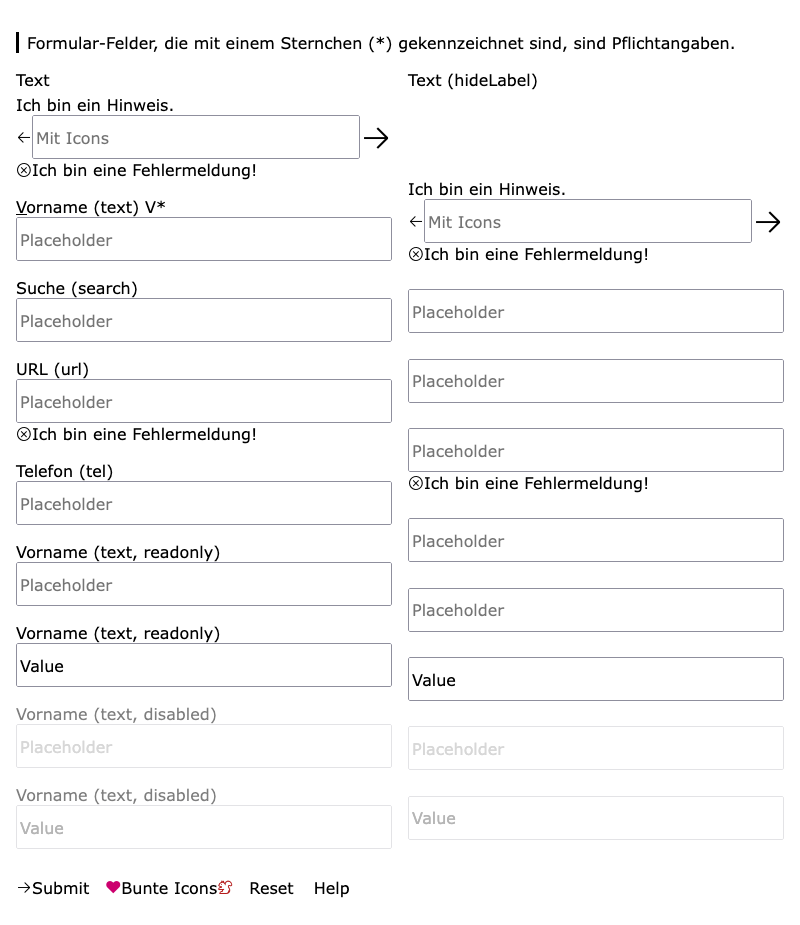 Formular-Felder, die mit einem Sternchen (*) gekennzeichnet sind, sind Pflichtangaben.
Text
Ich bin ein Hinweis.
Mit Icons
Ich bin eine Fehlermeldung!
Vorname (text) V*
Placeholder
Suche (search)
Placeholder
URL (url)
Placeholder
Ich bin eine Fehlermeldung!
Telefon (tel)
Placeholder
Vorname (text, readonly)
Placeholder
Vorname (text, readonly)
Value
Vorname (text, disabled)
Placeholder
Vorname (text, disabled)
Value
Text (hideLabel)
Ich bin ein Hinweis.
Mit Icons
Ich bin eine Fehlermeldung!
Placeholder
Placeholder
Placeholder
Ich bin eine Fehlermeldung!
Placeholder
Placeholder
Value
Placeholder
Value
Submit Bunte Icons Reset Help